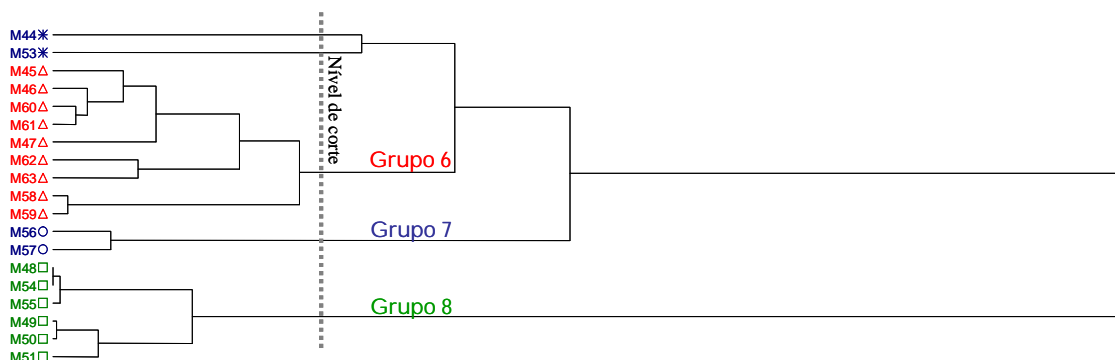 M44
M53
M45
M46
M60
M61
M47
M62
M63
M58
M59
M56
M57
M48
M54
M55
M49
M50
M51
Nível de corte
Grupo 6
Grupo 7
Grupo 8